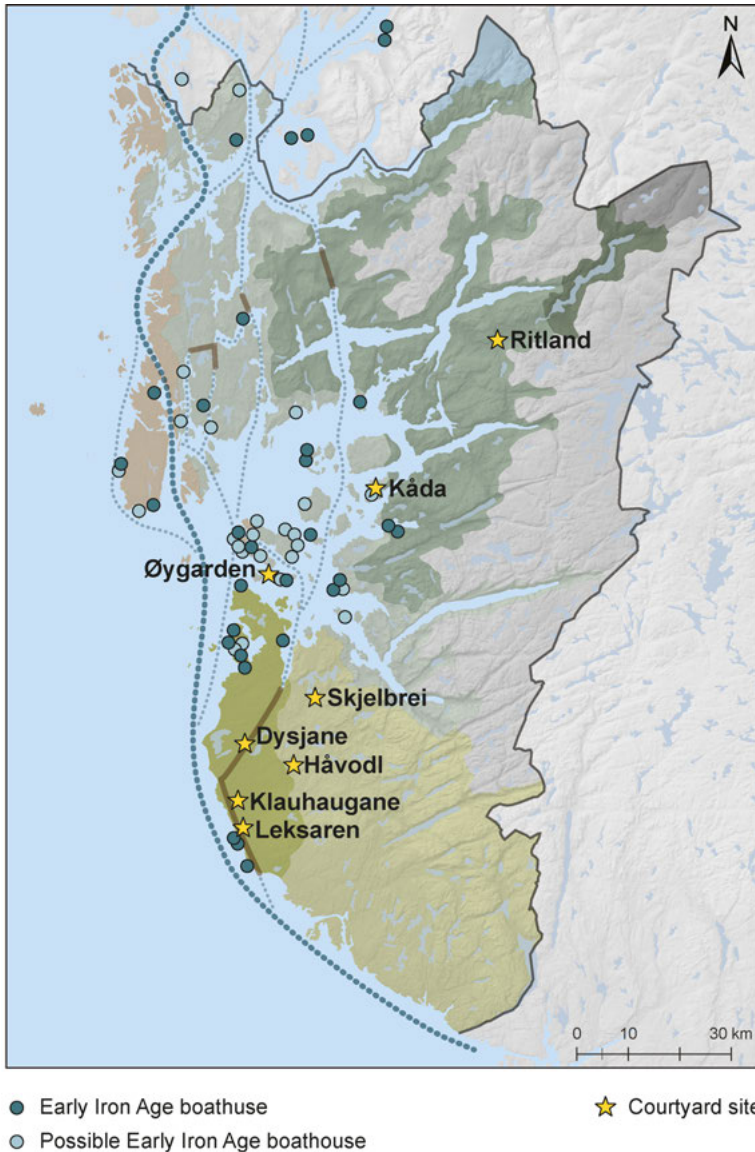 N
Ritland
Kåda
Øygarden
Skjelbrei
Dysjane
Håvodl
Klauhaugane
Leksaren
0 10 30 km
Early Iron Age boathuse
Courtyard site
Possible Early Iron Age boathouse